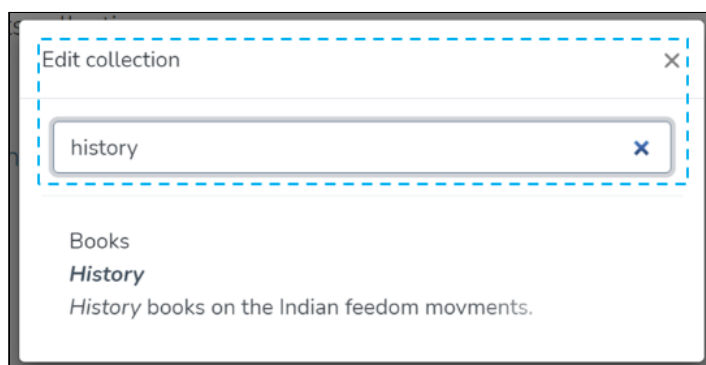 Edit collection
history
Books
History
History books on the Indian feedom movments.